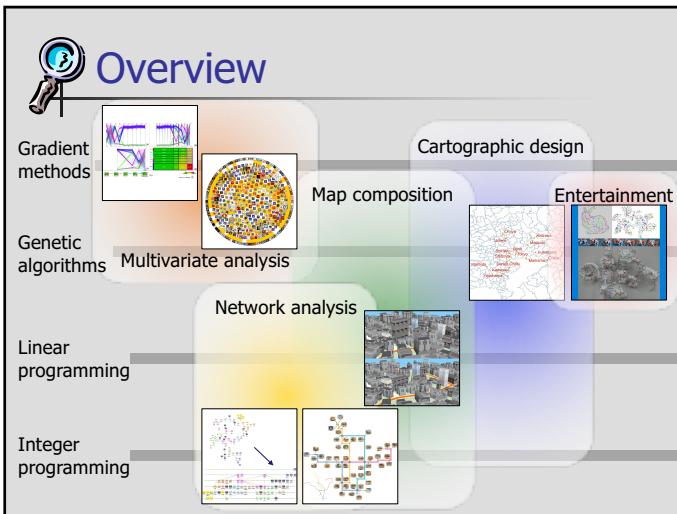 Overview
Gradient
methods
Cartographic design
Map composition
Entertainment
Genetic
algorithms
Multivariate analysis
Network analysis
Linear
programming
Integer
programming